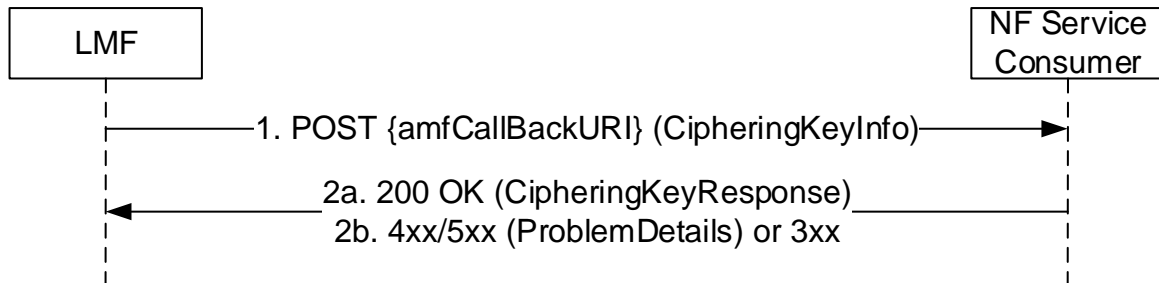 LMF
NF Service
Consumer
1. POST {amfCallBackURI} (CipheringKeyInfo)
2a. 200 OK (CipheringKeyResponse)
2b. 4xx/5xx (ProblemDetails) or 3xx